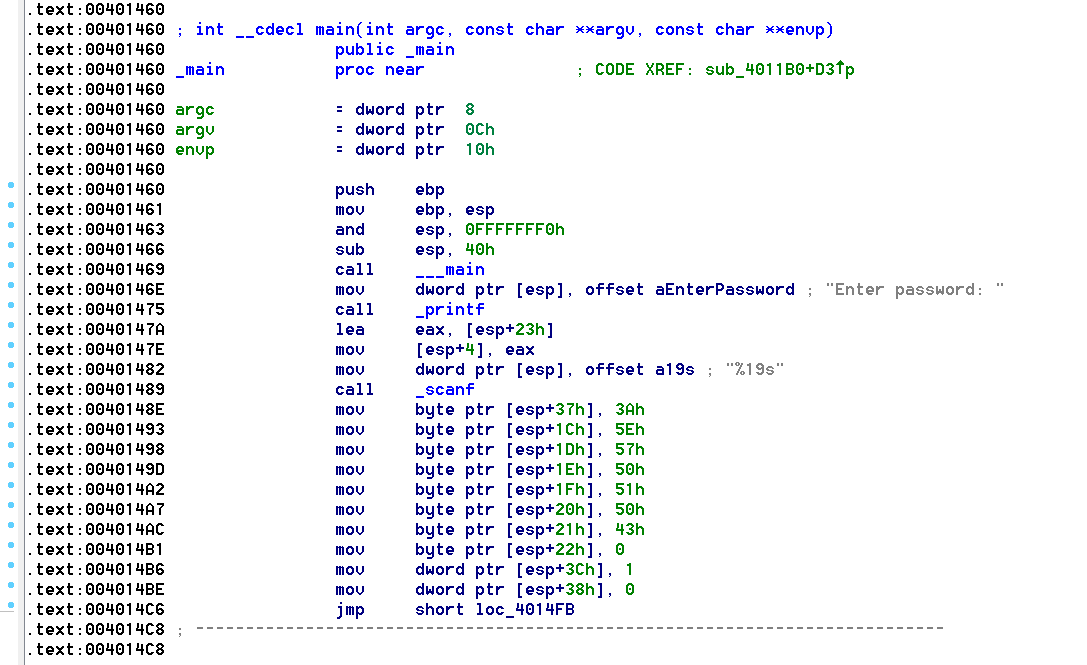 .text:00401460
.text:00401460 ; int __cdecl main(int argc, const char **argv, const char **envp)
.text:00401460 public _main
.text:00401460 _main proc near ; CODE XREF: sub_4011B0+D3↑p
.text:00401460
.text:00401460 argc = dword ptr 8
.text:00401460 argv = dword ptr 0Ch
.text:00401460 envp = dword ptr 10h
.text:00401460
.text:00401460 push ebp
.text:00401461 mov ebp, esp
.text:00401463 and esp, 0FFFFFFF0h
.text:00401466 sub esp, 40h
.text:00401469 call ___main
.text:0040146E mov dword ptr [esp], offset aEnterPassword ; "Enter password: "
.text:00401475 call _printf
.text:0040147A lea eax, [esp+23h]
.text:0040147E mov [esp+4], eax
.text:00401482 mov dword ptr [esp], offset a19s ; "%19s"
.text:00401489 call _scanf
.text:0040148E mov byte ptr [esp+37h], 3Ah
.text:00401493 mov byte ptr [esp+1Ch], 5Eh
.text:00401498 mov byte ptr [esp+1Dh], 57h
.text:0040149D mov byte ptr [esp+1Eh], 50h
.text:004014A2 mov byte ptr [esp+1Fh], 51h
.text:004014A7 mov byte ptr [esp+20h], 50h
.text:004014AC mov byte ptr [esp+21h], 43h
.text:004014B1 mov byte ptr [esp+22h], 0
.text:004014B6 mov dword ptr [esp+3Ch], 1
.text:004014BE mov dword ptr [esp+38h], 0
.text:004014C6 jmp short loc_4014FB
.text:004014C8 ; ---------------------------------------------------------------------------
.text:004014C8